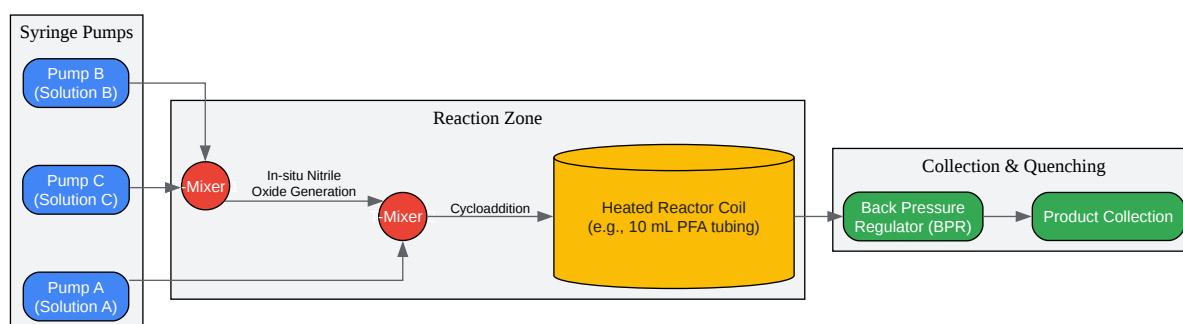 Syringe Pumps
Pump B
(Solution B)
Pump C
(Solution C)
Pump A
(Solution A)
Reaction Zone
-Mixer
In-situ Nitrile
Oxide Generation
-Mixer
Cycloaddition
Heated Reactor Coil
(e.g., 10 mL PFA tubing)
Collection & Quenching
Back Pressure
Regulator (BPR)
Product Collection